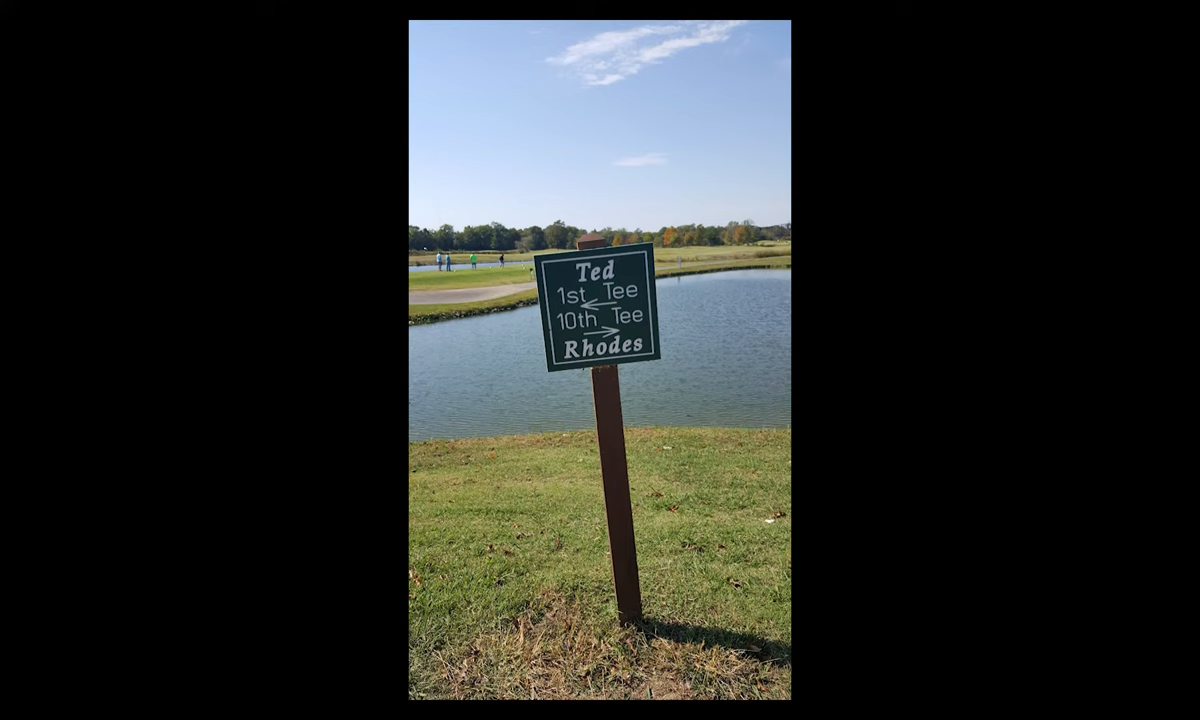 Ted
1st Tee
←
10th Tee
→
Rhodes